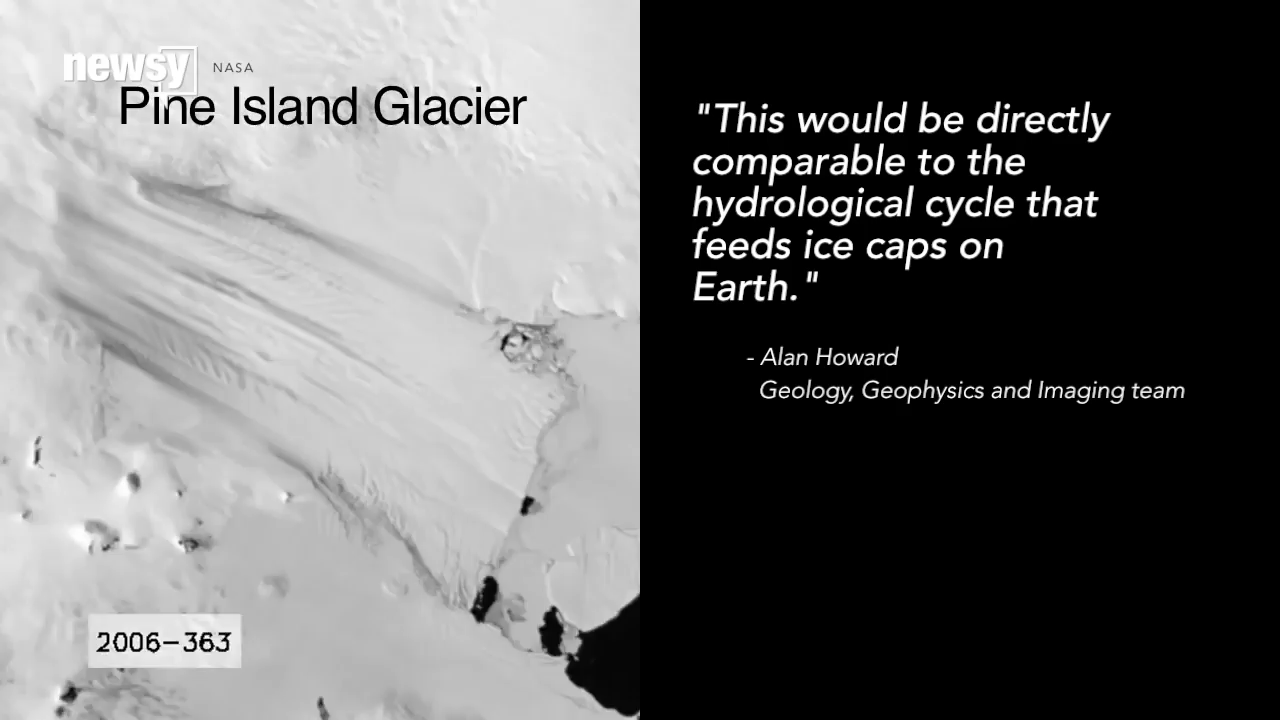 newsy
NASA
Pine Island Glacier
2006-363
"This would be directly
comparable to the
hydrological cycle that
feeds ice caps on
Earth."
- Alan Howard
Geology, Geophysics and Imaging team